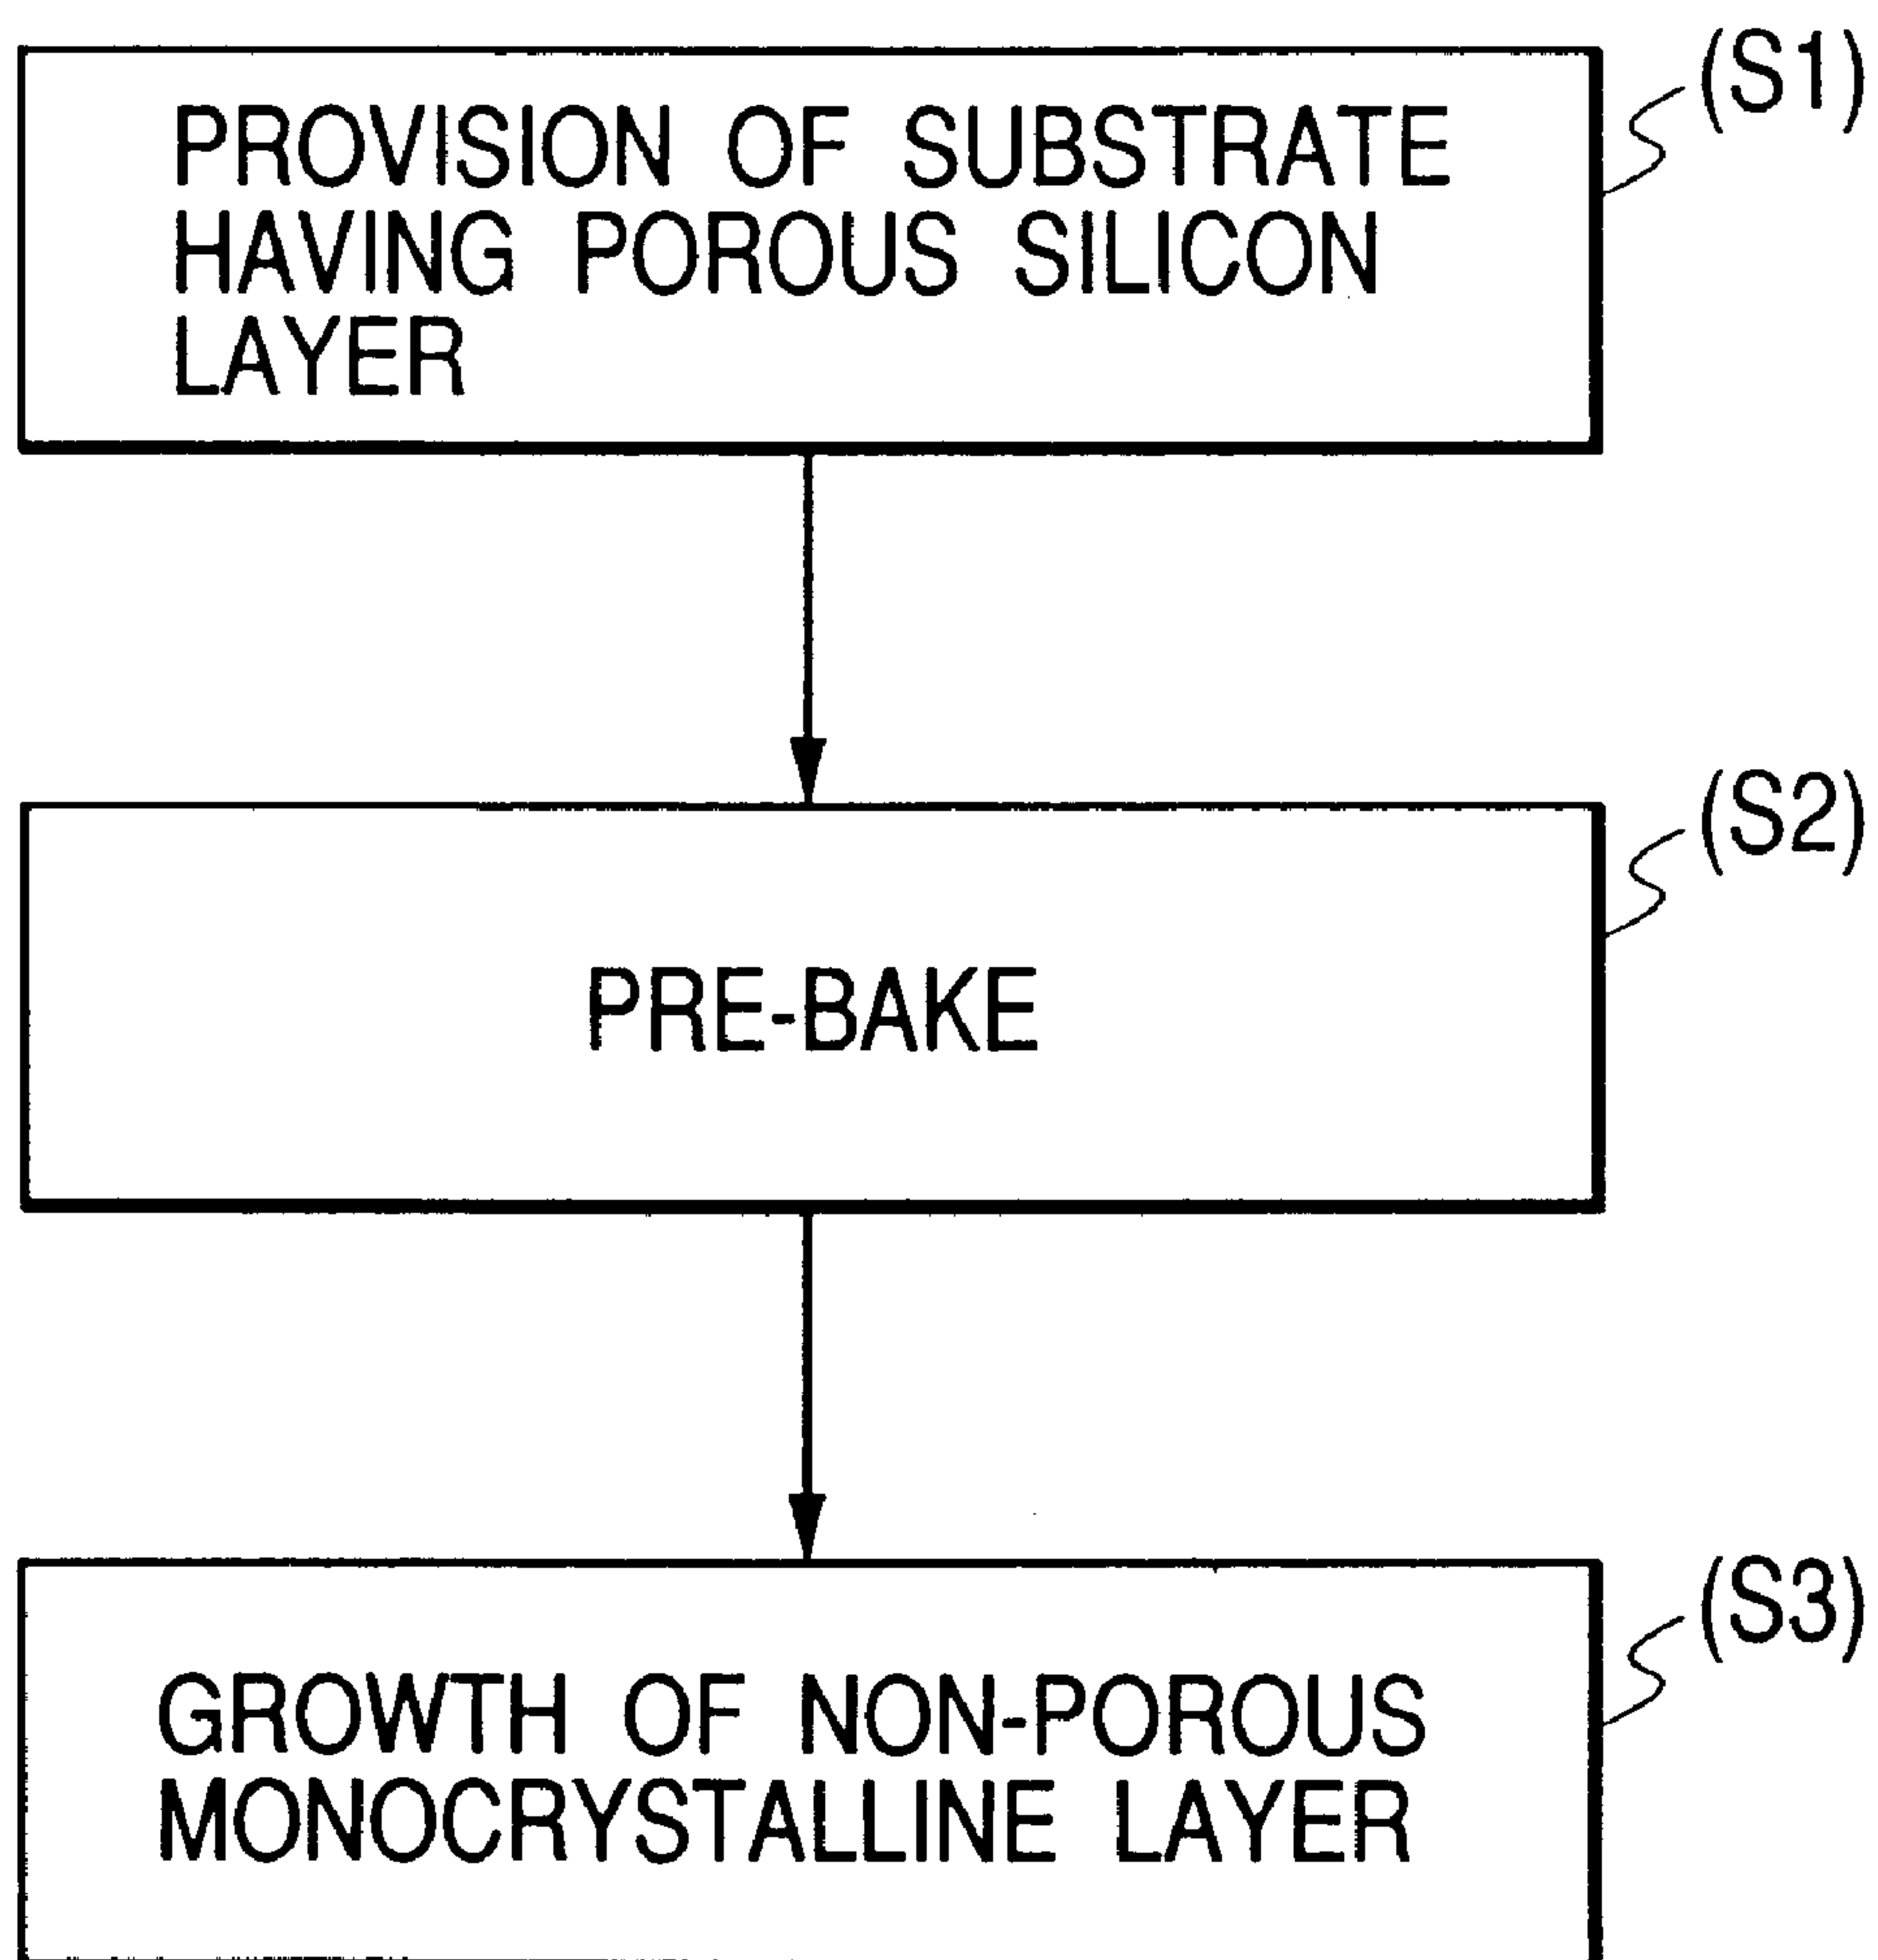 (S1)
PROVISION OF SUBSTRATE
HAVING POROUS SILICON
LAYER
(S2)
PRE-BAKE
(S3)
GROWTH OF NON-POROUS
MONOCRYSTALLINE LAYER